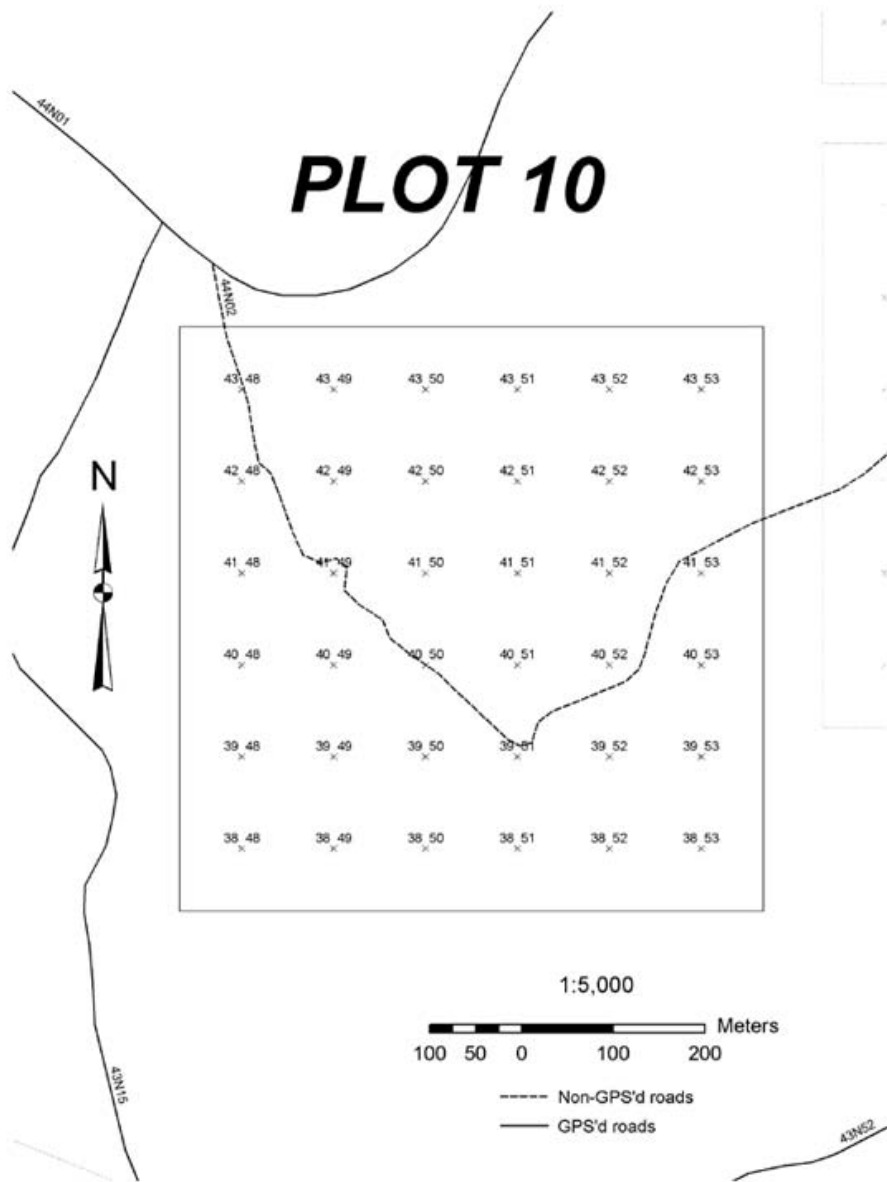 44N01
PLOT 10
44N02
43 48 43 49 43 50 43 51 43 52 43 53
42 48 42 49 42 50 42 51 42 52 42 53
N
41 48 41 49 41 50 41 51 41 52 41 53
40 48 40 49 40 50 40 51 40 52 40 53
39 48 39 49 39 50 39 51 39 52 39 53
38 48 38 49 38 50 38 51 38 52 38 53
1:5,000
Meters
100 50 0 100 200
43N15
Non-GPS'd roads
GPS'd roads
43N52